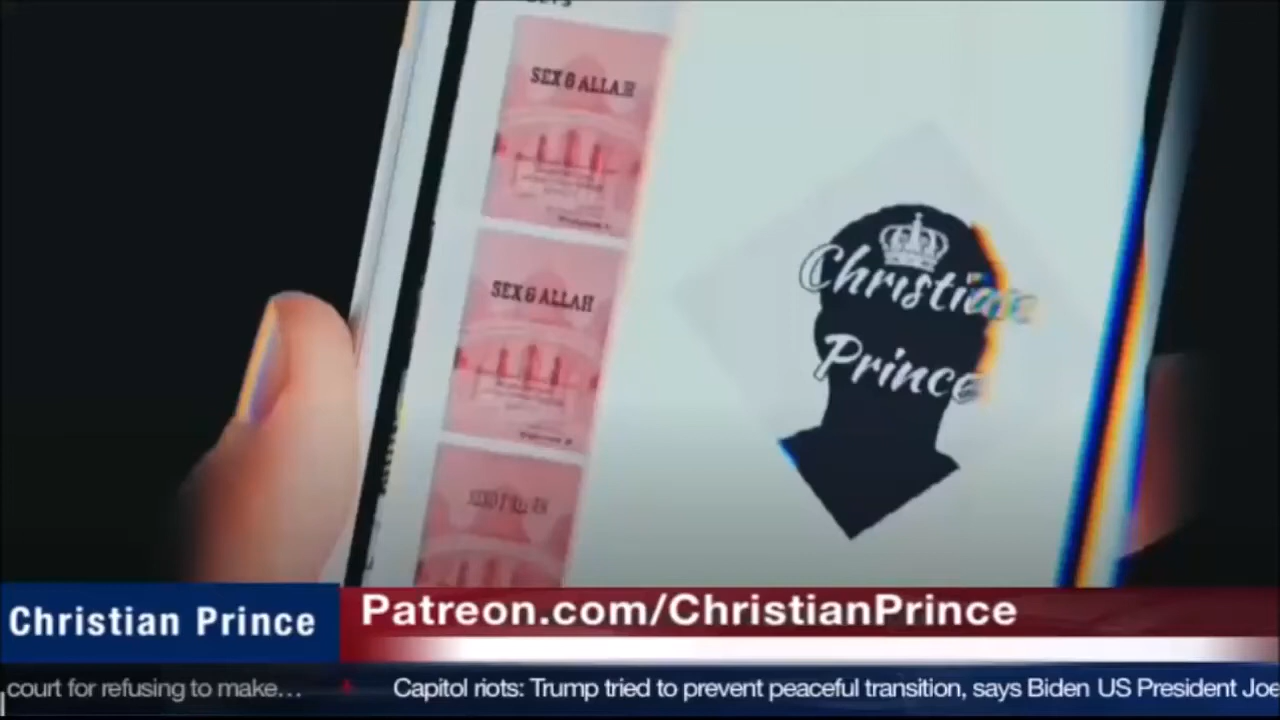 SEX & ALLAH
SEX & ALLAH
Christian
Prince
Christian Prince
Patreon.com/ChristianPrince
court for refusing to make...
Capitol riots: Trump tried to prevent peaceful transition, says Biden US President Joe